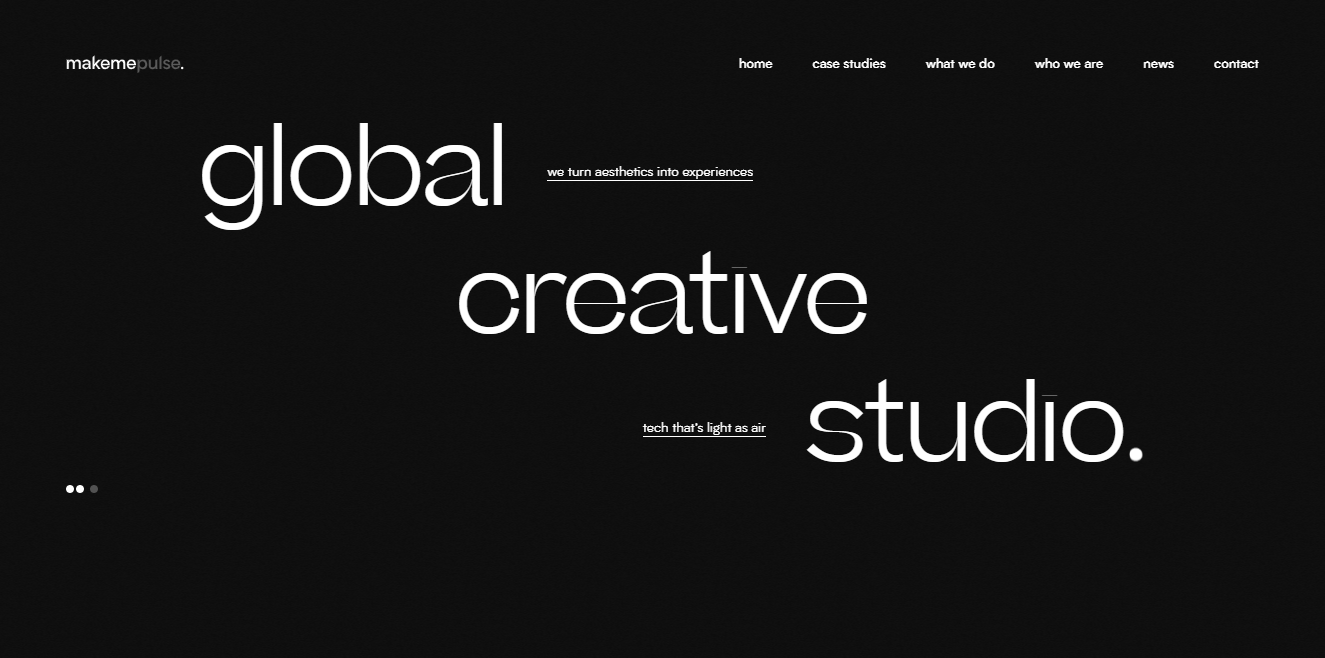 makemepulse.
home case studies what we do who we are news contact
global
we turn aesthetics into experiences
creative
tech that's light as air
studio.